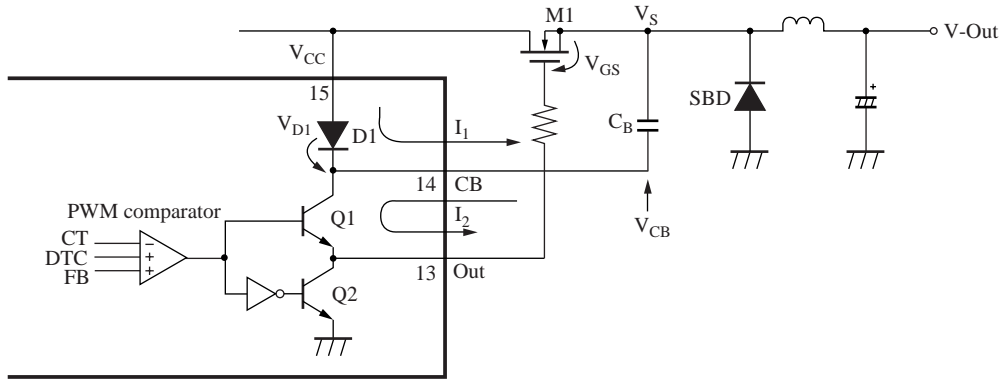 M1
V_S
V-Out
V_CC
V_GS
15
SBD
+
V_D1
D1
I_1
C_B
14
CB
PWM comparator
Q1
I_2
V_CB
CT
−
DTC
+
FB
+
13
Out
Q2